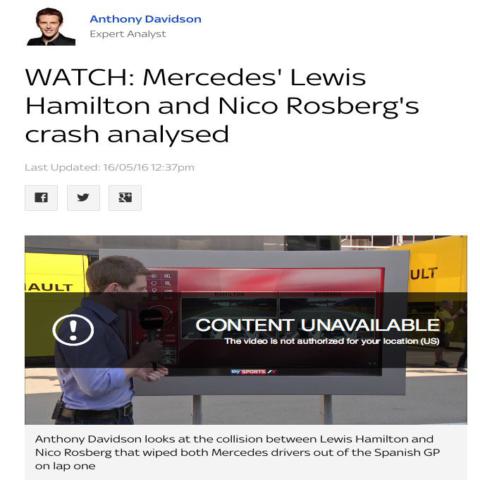 Anthony Davidson
Expert Analyst
WATCH: Mercedes' Lewis
Hamilton and Nico Rosberg's
crash analysed
Last Updated: 16/05/16 12:37pm
AULT
ULT
HAMILTON
CONTENT UNAVAILABLE
The video is not authorized for your location (US)
sky SPORTS
Anthony Davidson looks at the collision between Lewis Hamilton and
Nico Rosberg that wiped both Mercedes drivers out of the Spanish GP
on lap one